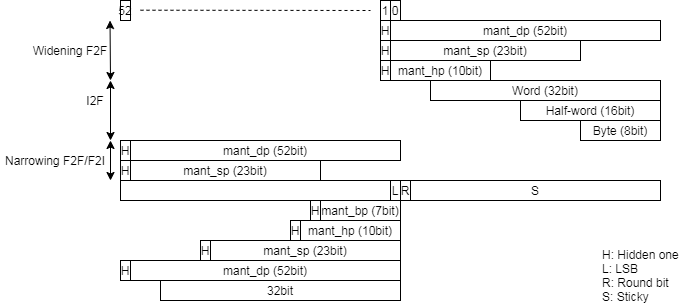 52 1 0
H mant_dp (52bit)
Widening F2F H mant_sp (23bit)
H mant_hp (10bit)
I2F Word (32bit)
Half-word (16bit)
Byte (8bit)
H mant_dp (52bit)
Narrowing F2F/F2I H mant_sp (23bit)
L R S
H mant_bp (7bit)
H mant_hp (10bit)
H mant_sp (23bit)
H mant_dp (52bit)
32bit
H: Hidden one
L: LSB
R: Round bit
S: Sticky